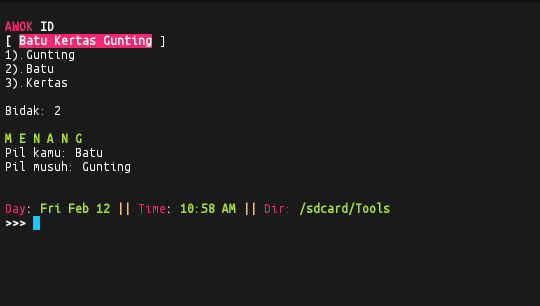 AWOK ID
[ Batu Kertas Gunting ]
1).Gunting
2).Batu
3).Kertas
Bidak: 2
M E N A N G
Pil kamu: Batu
Pil musuh: Gunting
Day: Fri Feb 12 || Time: 10:58 AM || Dir: /sdcard/Tools
>>>